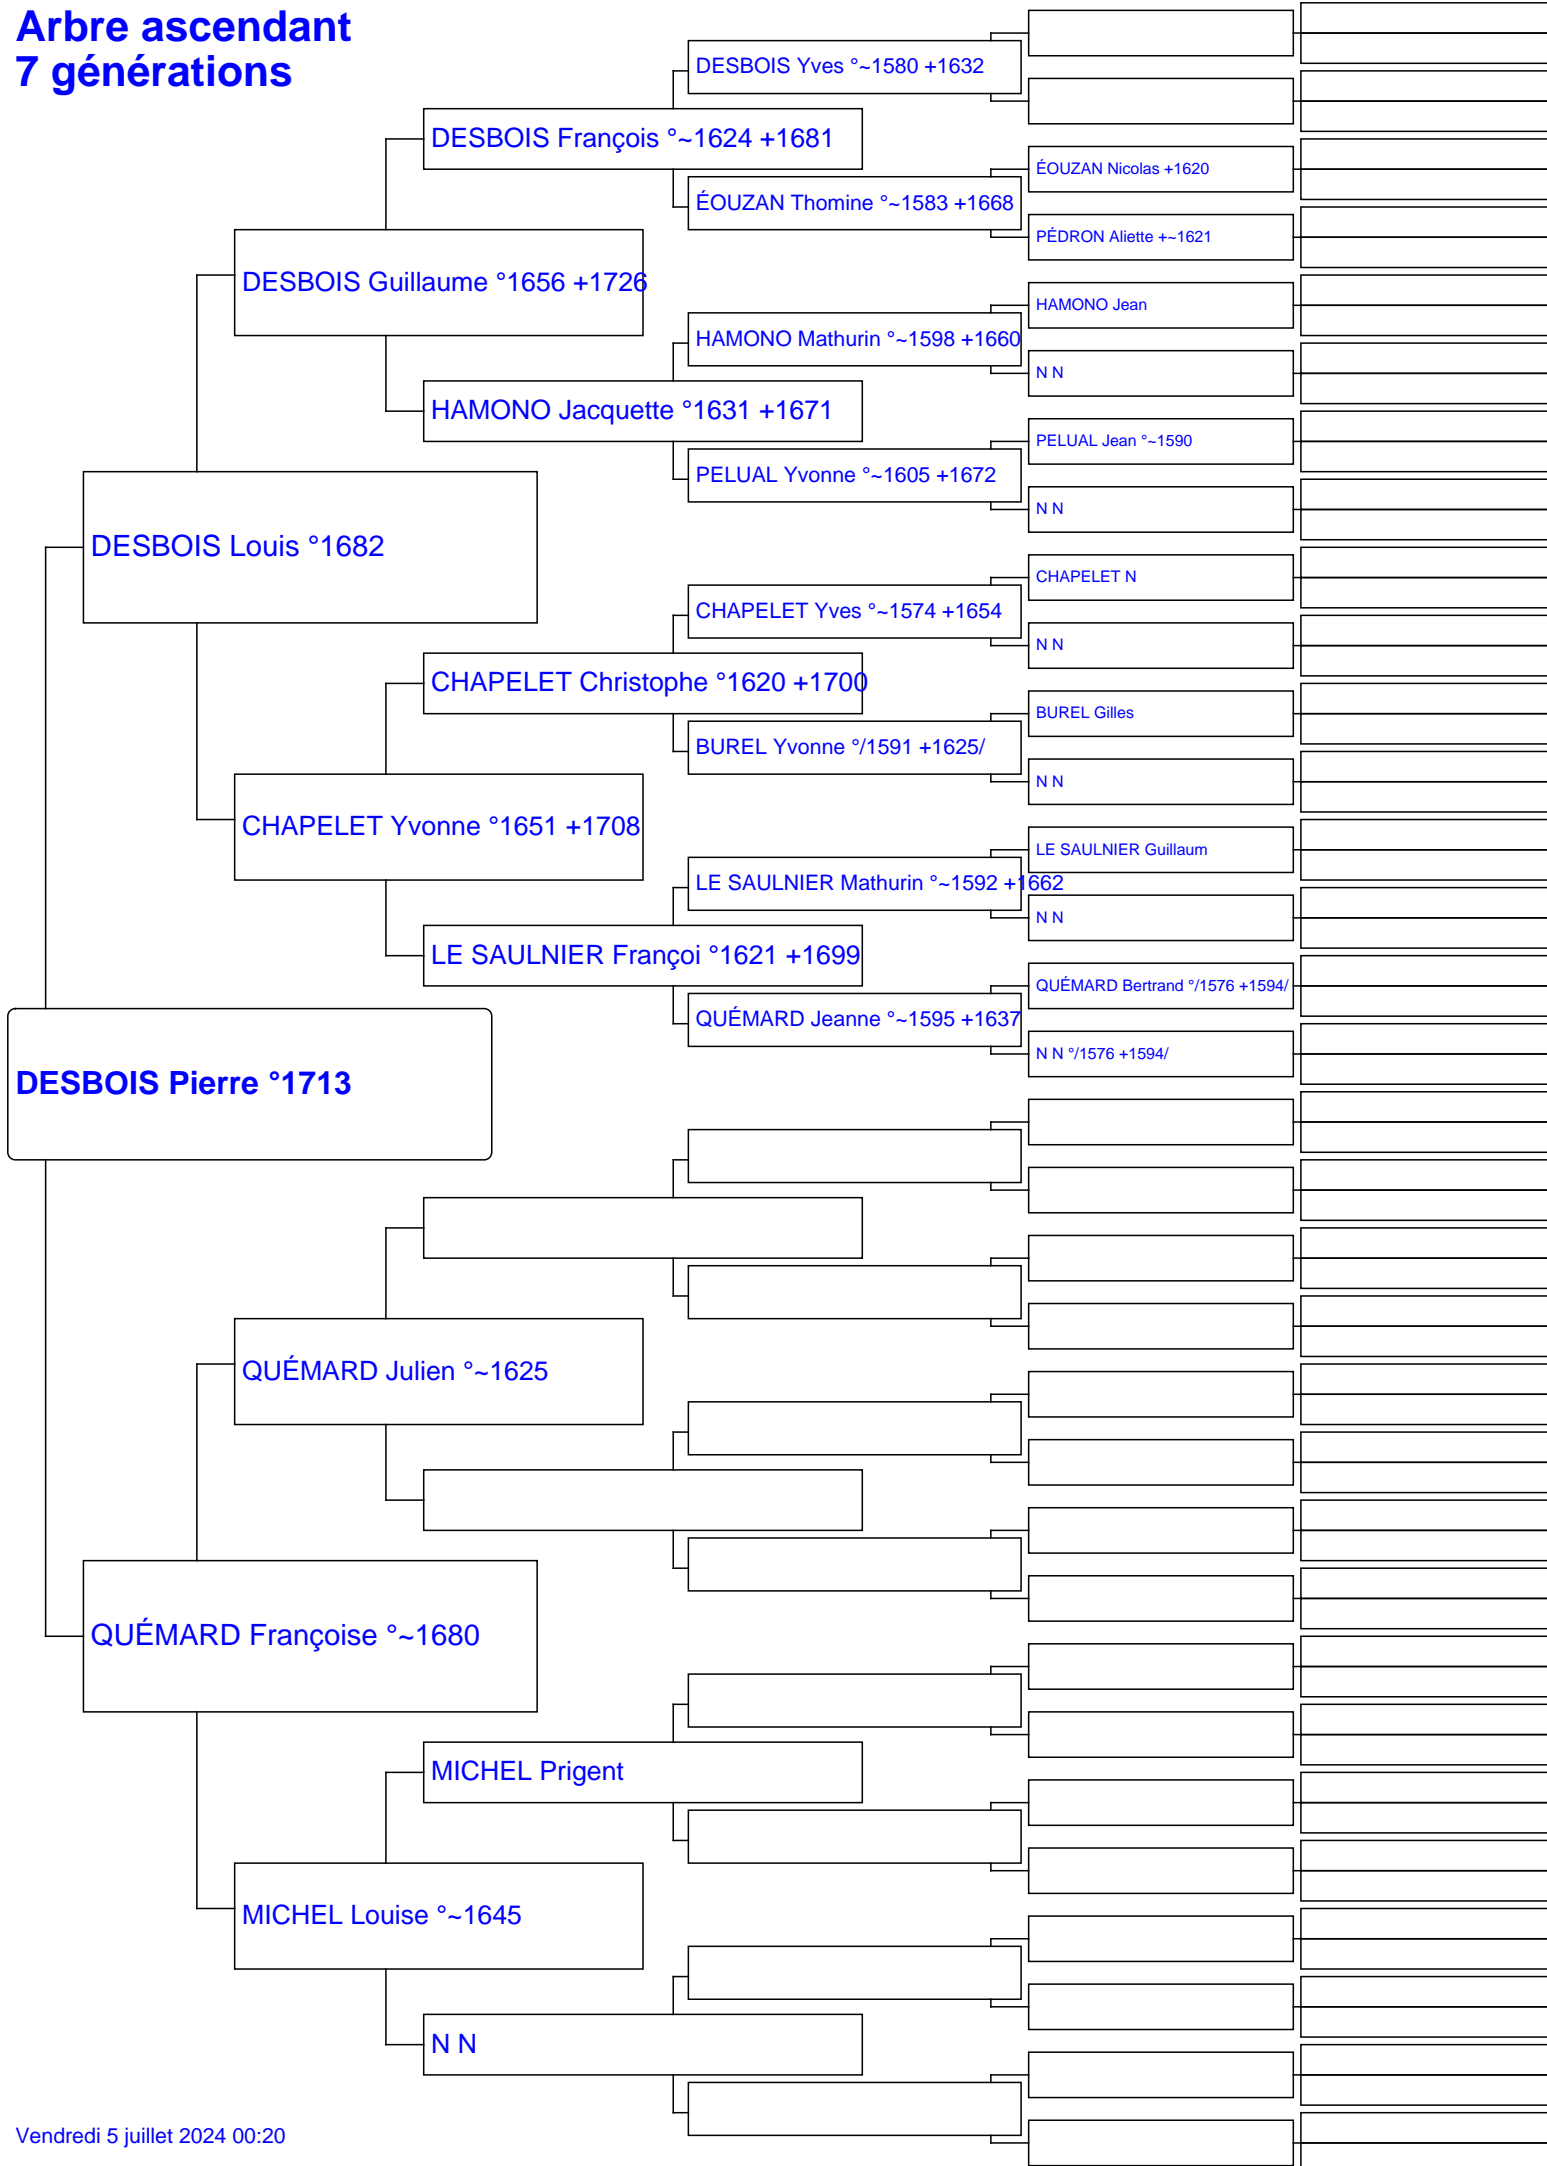 Arbre ascendant
7 générations
DESBOIS Yves °~1580 +1632
DESBOIS François °~1624 +1681
ÉOUZAN Nicolas +1620
ÉOUZAN Thomine °~1583 +1668
PÉDRON Aliette +~1621
DESBOIS Guillaume °1656 +1726
HAMONO Jean
HAMONO Mathurin °~1598 +1660
N N
HAMONO Jacquette °1631 +1671
PELUAL Jean °~1590
PELUAL Yvonne °~1605 +1672
N N
DESBOIS Louis °1682
CHAPELET N
CHAPELET Yves °~1574 +1654
N N
CHAPELET Christophe °1620 +1700
BUREL Gilles
BUREL Yvonne °/1591 +1625/
N N
CHAPELET Yvonne °1651 +1708
LE SAULNIER Guillaum
LE SAULNIER Mathurin °~1592 +1662
N N
LE SAULNIER Françoi °1621 +1699
QUÉMARD Bertrand °/1576 +1594/
QUÉMARD Jeanne °~1595 +1637
N N °/1576 +1594/
DESBOIS Pierre °1713
QUÉMARD Julien °~1625
QUÉMARD Françoise °~1680
MICHEL Prigent
MICHEL Louise °~1645
N N
Vendredi 5 juillet 2024 00:20